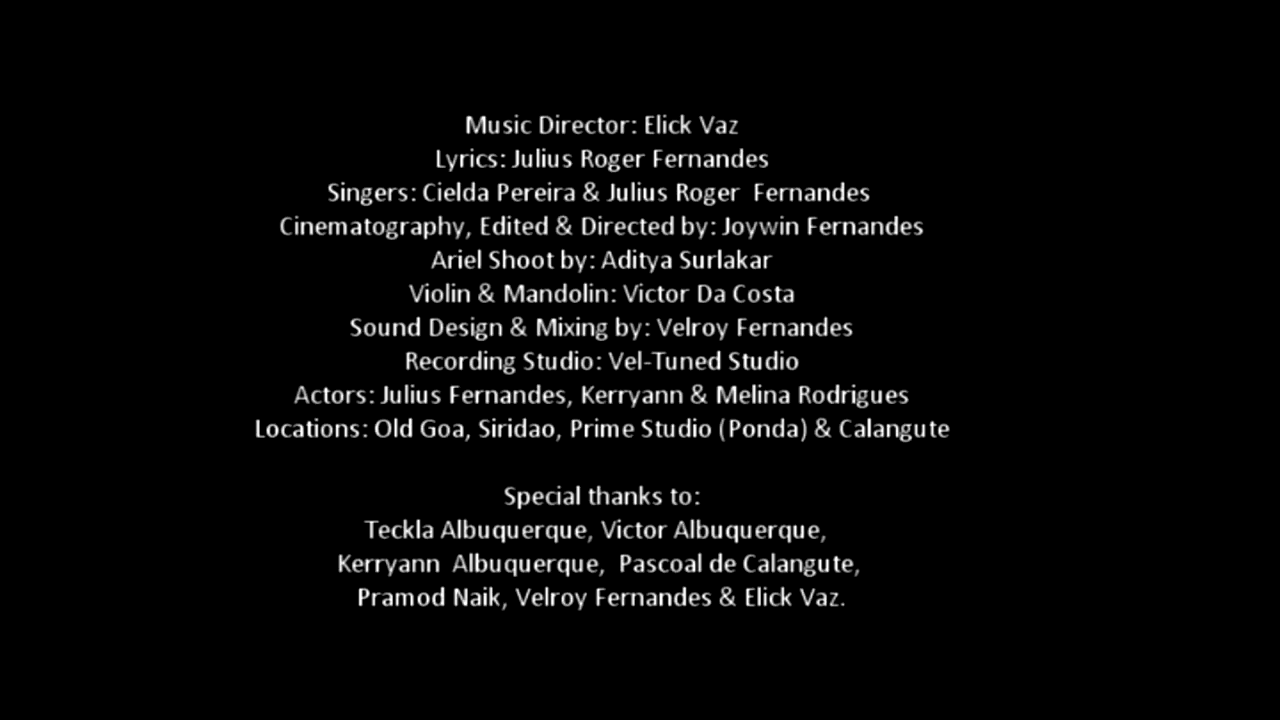 Music Director: Elick Vaz
Lyrics: Julius Roger Fernandes
Singers: Cielda Pereira & Julius Roger  Fernandes
Cinematography, Edited & Directed by: Joywin Fernandes
Ariel Shoot by: Aditya Surlakar
Violin & Mandolin: Victor Da Costa
Sound Design & Mixing by: Velroy Fernandes
Recording Studio: Vel-Tuned Studio
Actors: Julius Fernandes, Kerryann & Melina Rodrigues
Locations: Old Goa, Siridao, Prime Studio (Ponda) & Calangute
Special thanks to:
Teckla Albuquerque, Victor Albuquerque,
Kerryann  Albuquerque,  Pascoal de Calangute,
Pramod Naik, Velroy Fernandes & Elick Vaz.